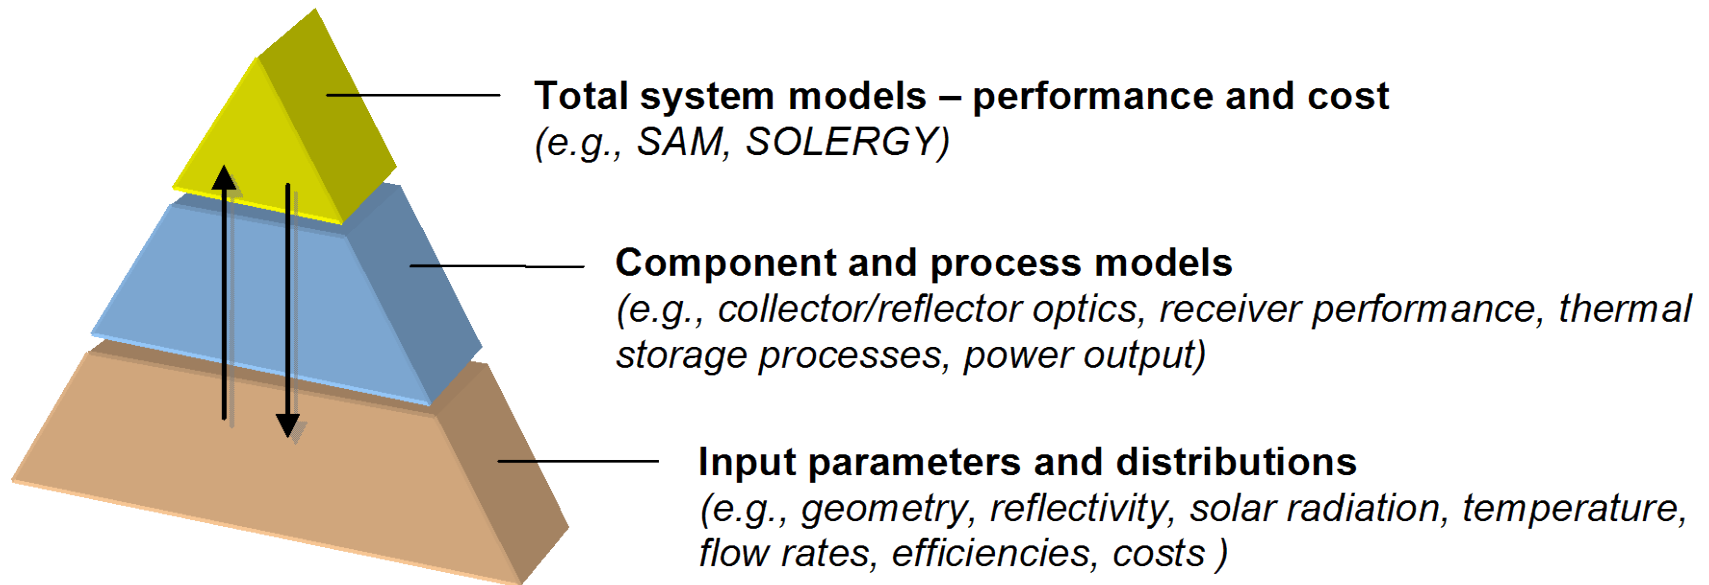 Total system models – performance and cost
(e.g., SAM, SOLERGY)
Component and process models
(e.g., collector/reflector optics, receiver performance, thermal
storage processes, power output)
Input parameters and distributions
(e.g., geometry, reflectivity, solar radiation, temperature,
flow rates, efficiencies, costs )